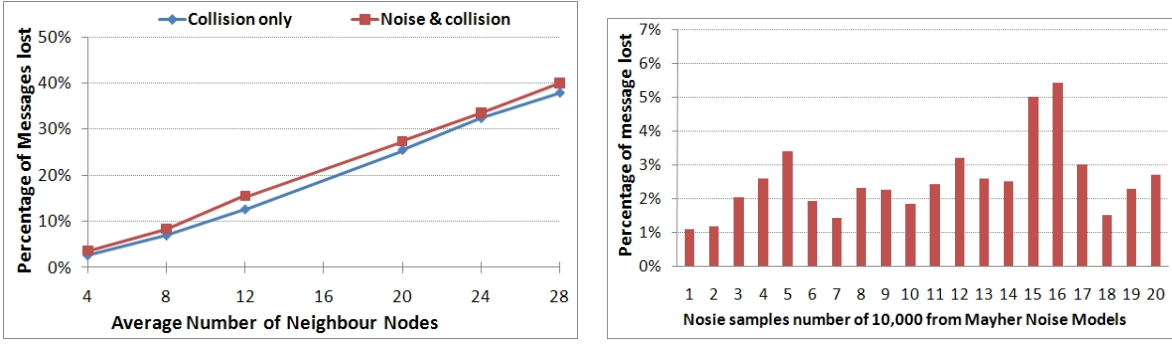 Collision only Noise & collision
Percentage of Messages lost
50%
40%
30%
20%
10%
0%
4 8 12 16 20 24 28
Average Number of Neighbour Nodes
Percentage of message lost
7%
6%
5%
4%
3%
2%
1%
0%
1 2 3 4 5 6 7 8 9 10 11 12 13 14 15 16 17 18 19 20
Nosie samples number of 10,000 from Mayher Noise Models